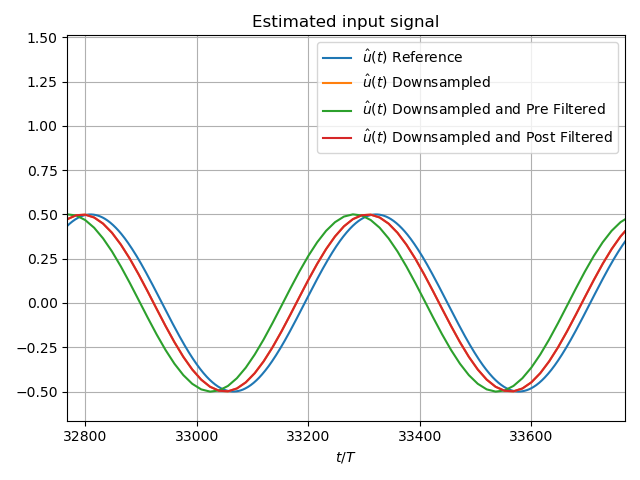 Estimated input signal
1.50
1.25
1.00
0.75
0.50
0.25
0.00
−0.25
−0.50
û(t) Reference
û(t) Downsampled
û(t) Downsampled and Pre Filtered
û(t) Downsampled and Post Filtered
32800 33000 33200 33400 33600
t/T